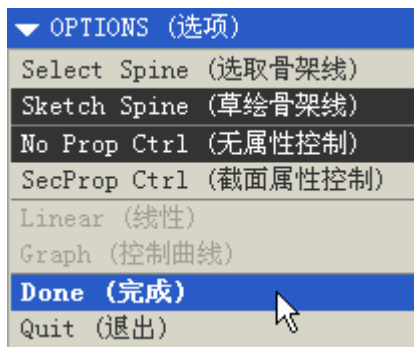 OPTIONS (选项)
Select Spine (选取骨架线)
Sketch Spine (草绘骨架线)
No Prop Ctrl (无属性控制)
SecProp Ctrl (截面属性控制)
Linear (线性)
Graph (控制曲线)
Done (完成)
Quit (退出)